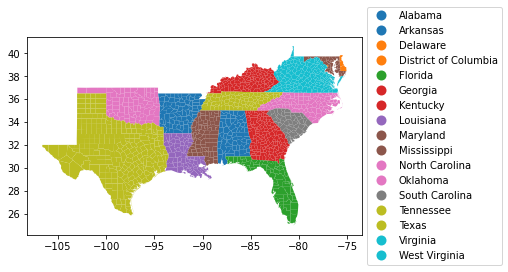 Alabama
Arkansas
Delaware
District of Columbia
Florida
Georgia
Kentucky
Louisiana
Maryland
Mississippi
North Carolina
Oklahoma
South Carolina
Tennessee
Texas
Virginia
West Virginia
40
38
36
34
32
30
28
26
−105 −100 −95 −90 −85 −80 −75